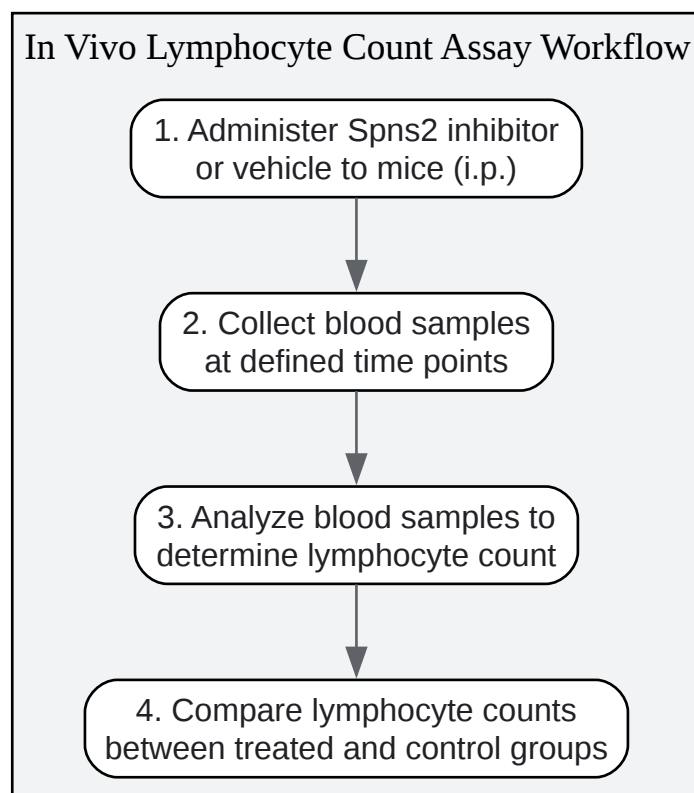 In Vivo Lymphocyte Count Assay Workflow
1. Administer Spns2 inhibitor
or vehicle to mice (i.p.)
2. Collect blood samples
at defined time points
3. Analyze blood samples to
determine lymphocyte count
4. Compare lymphocyte counts
between treated and control groups